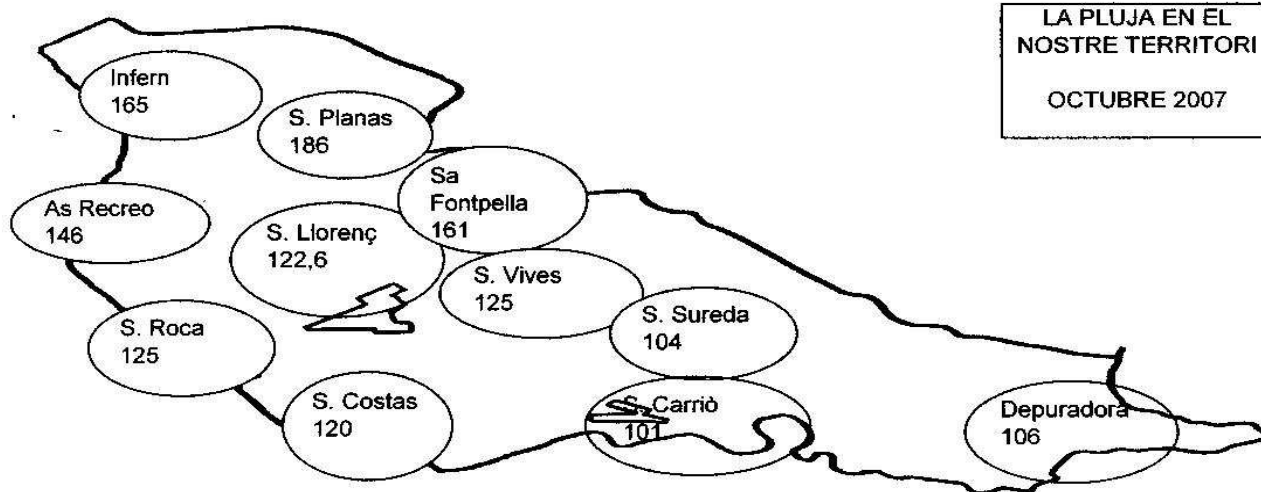 LA PLUJA EN EL
NOSTRE TERRITORI
OCTUBRE 2007
Infern
165
S. Planas
186
Sa
Fontpella
161
As Recreo
146
S. Llorenç
122,6
S. Vives
125
S. Roca
125
S. Sureda
104
S. Costas
120
S. Carriò
101
Depuradora
106